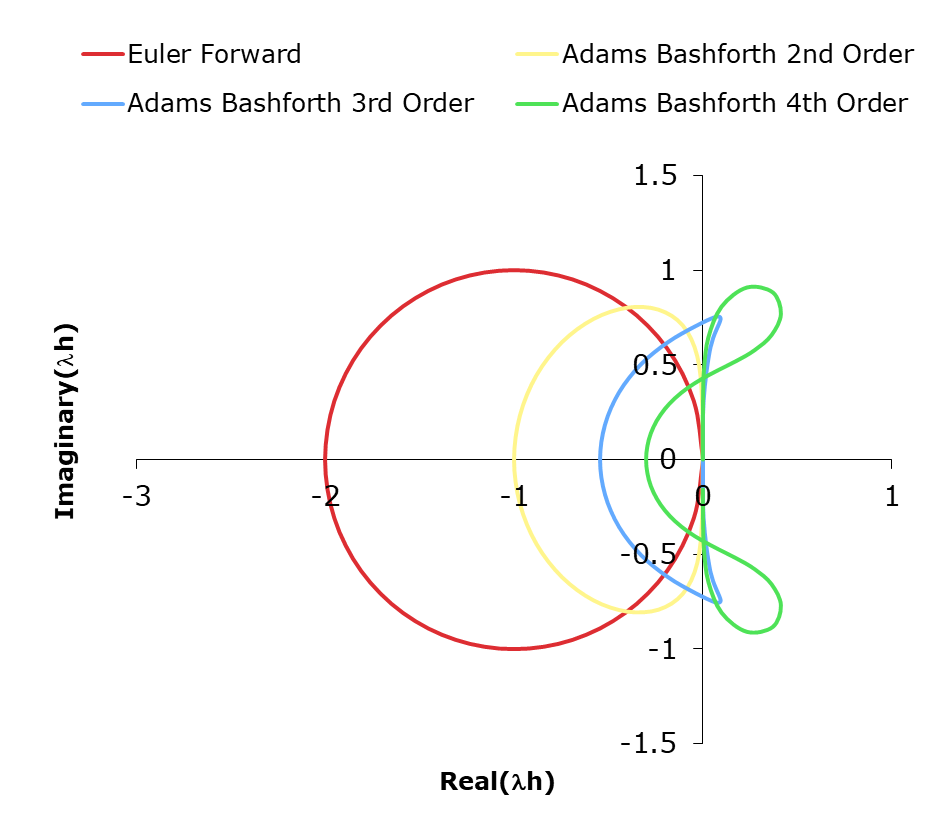 Euler Forward
Adams Bashforth 2nd Order
Adams Bashforth 3rd Order
Adams Bashforth 4th Order
1.5
1
0.5
0
-3
-2
-1
0
1
-0.5
-1
-1.5
Imaginary(λh)
Real(λh)